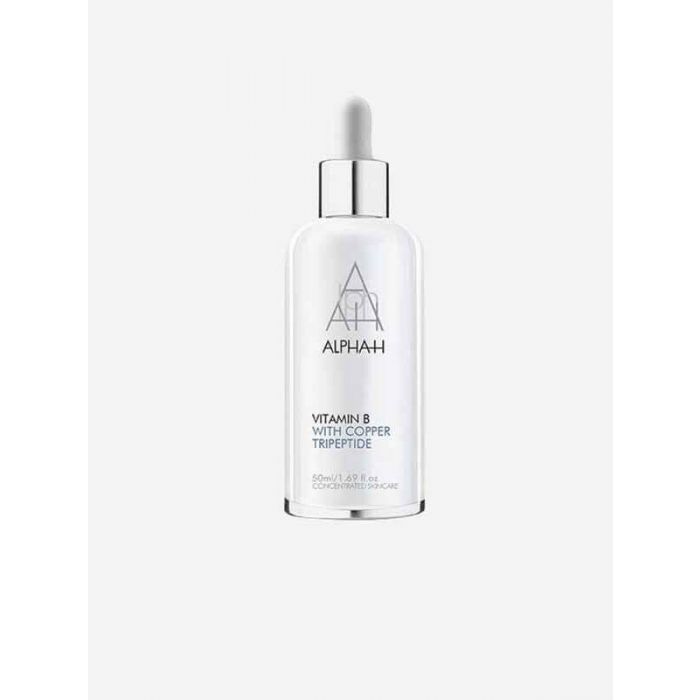 ALPHA-H
VITAMIN B
WITH COPPER
TRIPEPTIDE
50ml/1.69 fl.oz
CONCENTRATED SKINCARE